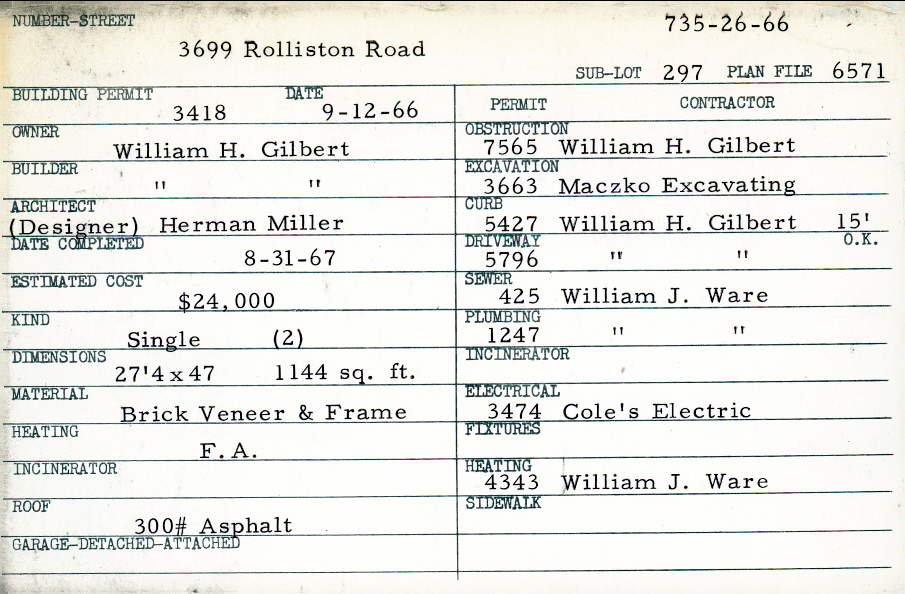 NUMBER-STREET 735-26-66
3699 Rolliston Road
SUB-LOT 297 PLAN FILE 6571
BUILDING PERMIT DATE
3418 9-12-66
OWNER
William H. Gilbert
BUILDER
" "
ARCHITECT
(Designer) Herman Miller
DATE COMPLETED
8-31-67
ESTIMATED COST
$24,000
KIND
Single (2)
DIMENSIONS
27'4 x 47 1144 sq. ft.
MATERIAL
Brick Veneer & Frame
HEATING
F. A.
INCINERATOR
ROOF
300# Asphalt
GARAGE-DETACHED-ATTACHED
PERMIT CONTRACTOR
OBSTRUCTION
7565 William H. Gilbert
EXCAVATION
3663 Maczko Excavating
CURB
5427 William H. Gilbert 15'
DRIVEWAY O.K.
5796 " "
SEWER
425 William J. Ware
PLUMBING
1247 " "
INCINERATOR
ELECTRICAL
3474 Cole's Electric
FIXTURES
HEATING
4343 William J. Ware
SIDEWALK